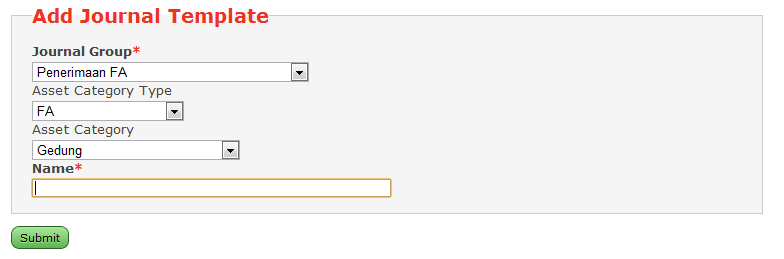 Add Journal Template
Journal Group*
Penerimaan FA
Asset Category Type
FA
Asset Category
Gedung
Name*
Submit